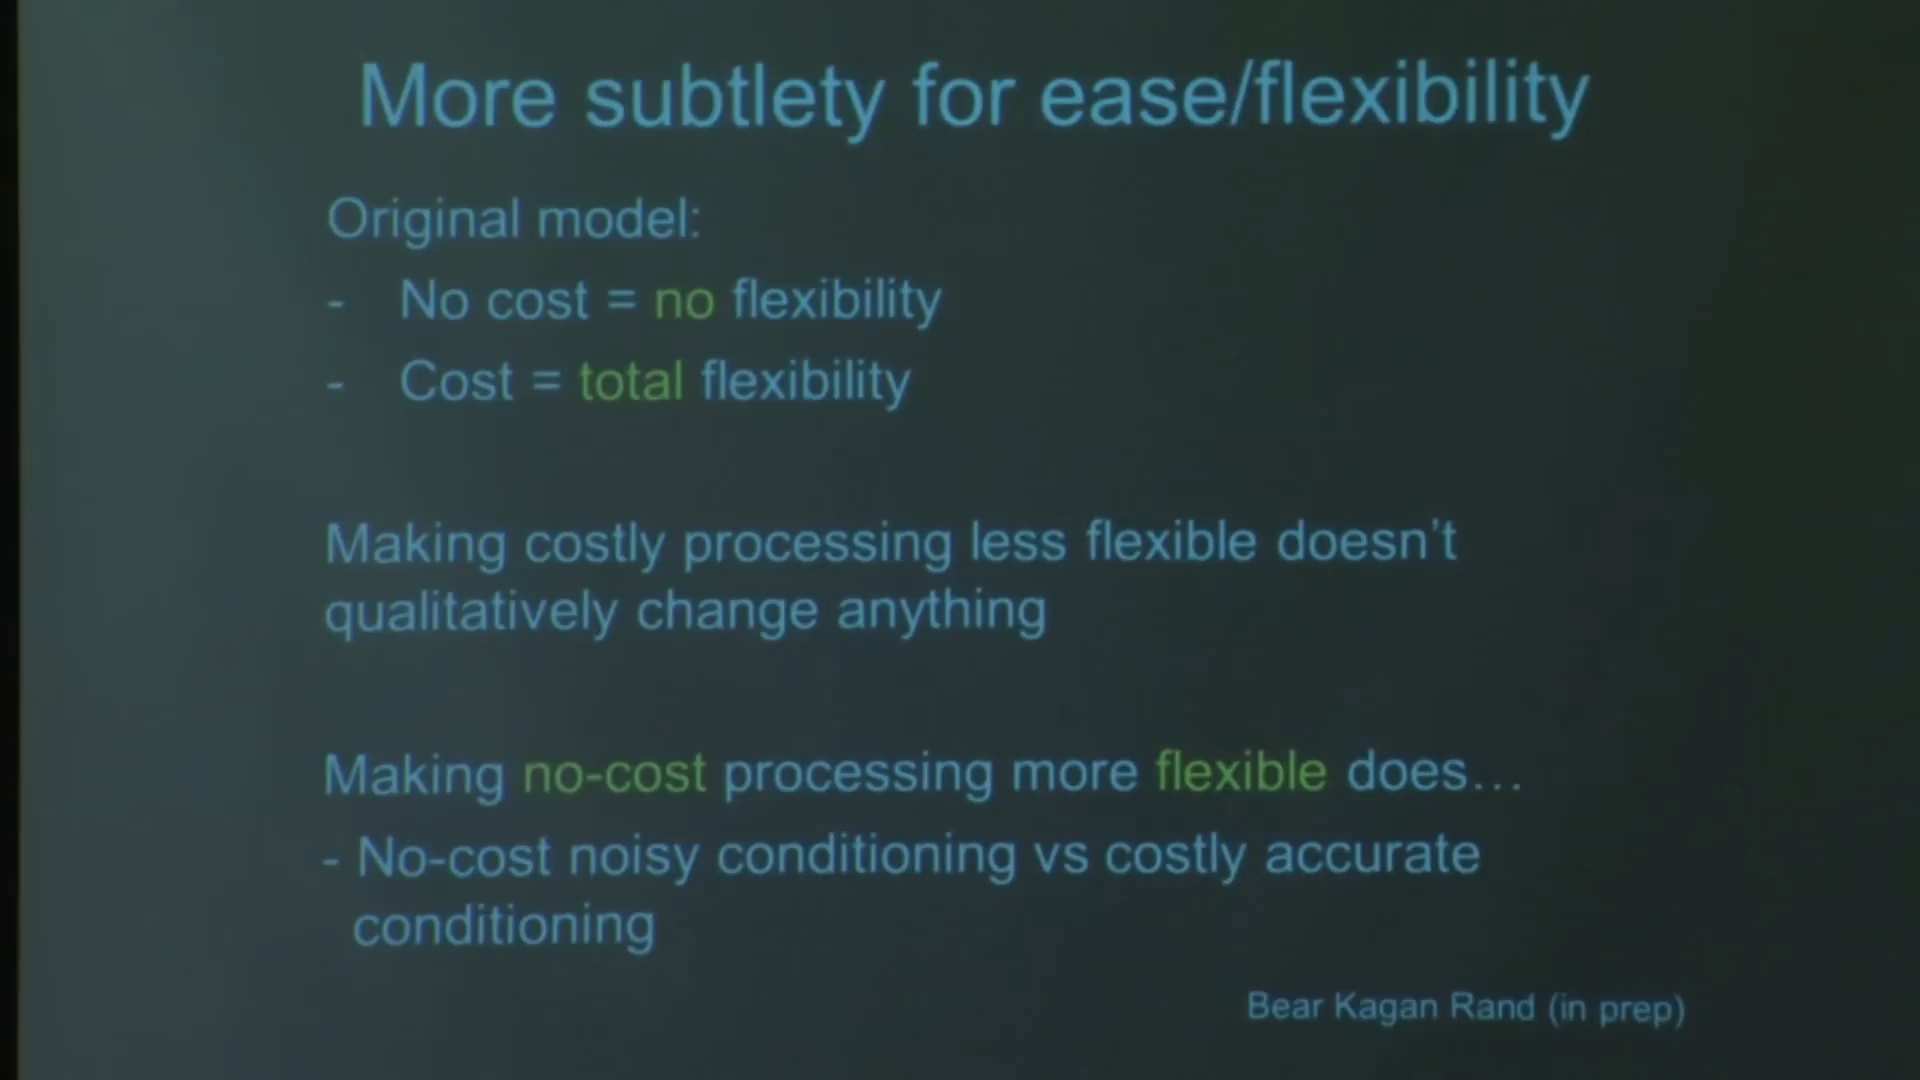 More subtlety for ease/flexibility
Original model:
- No cost = no flexibility
- Cost = total flexibility
Making costly processing less flexible doesn’t
qualitatively change anything
Making no-cost processing more flexible does…
- No-cost noisy conditioning vs costly accurate
conditioning
Bear Kagan Rand (in prep)